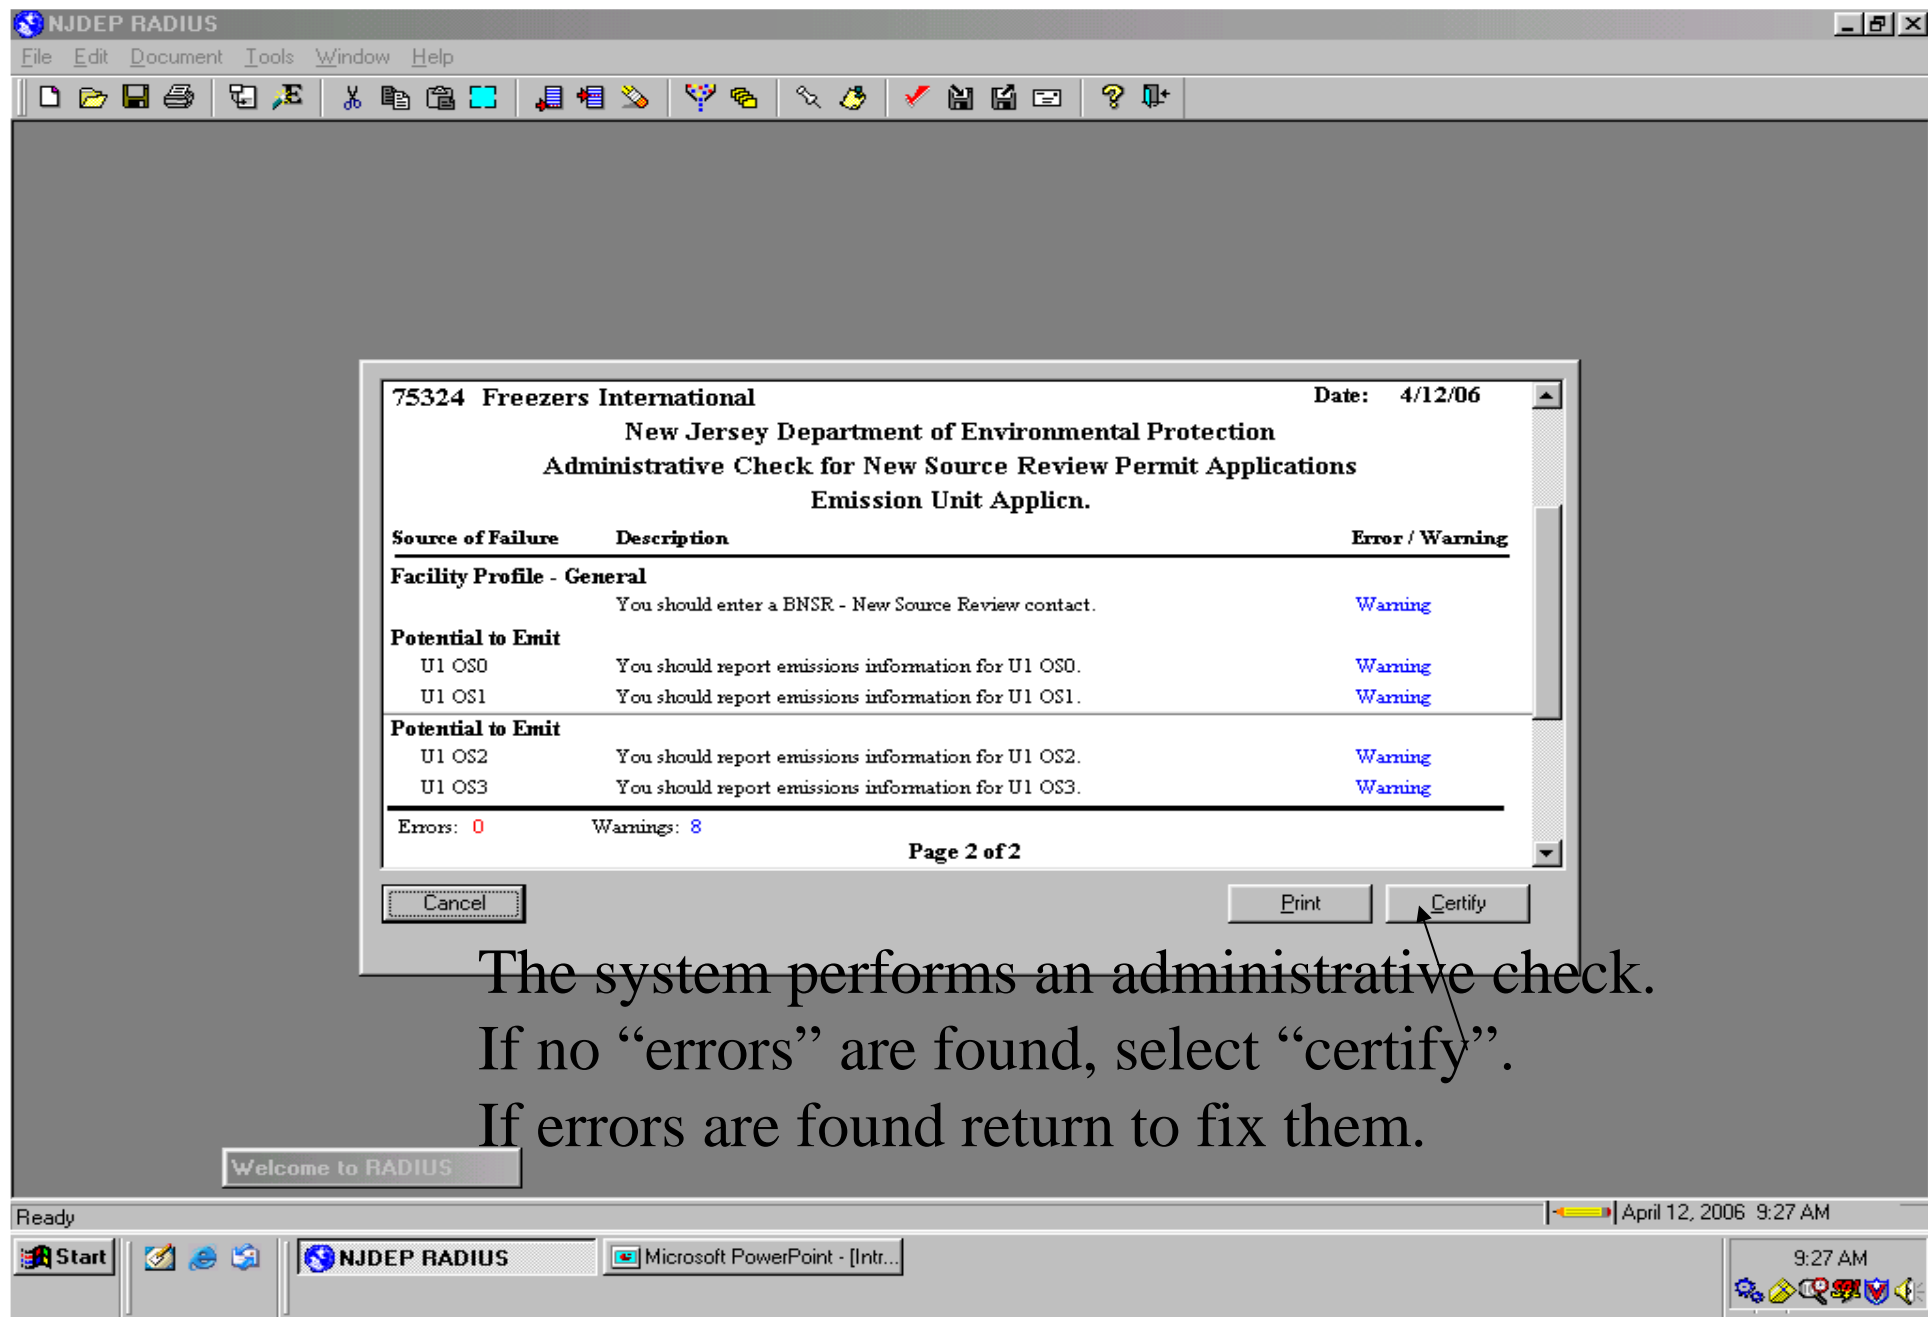 NJDEP RADIUS
File Edit Document Tools Window Help
75324 Freezers International Date: 4/12/06
New Jersey Department of Environmental Protection
Administrative Check for New Source Review Permit Applications
Emission Unit Applicn.
Source of Failure Description Error / Warning
Facility Profile - General
You should enter a BNSR - New Source Review contact. Warning
Potential to Emit
U1 OS0 You should report emissions information for U1 OS0. Warning
U1 OS1 You should report emissions information for U1 OS1. Warning
Potential to Emit
U1 OS2 You should report emissions information for U1 OS2. Warning
U1 OS3 You should report emissions information for U1 OS3. Warning
Errors: 0 Warnings: 8
Page 2 of 2
Cancel Print Certify
The system performs an administrative check.
If no “errors” are found, select “certify”.
If errors are found return to fix them.
Welcome to RADIUS
Ready April 12, 2006 9:27 AM
Start NJDEP RADIUS Microsoft PowerPoint - [Intr... 9:27 AM